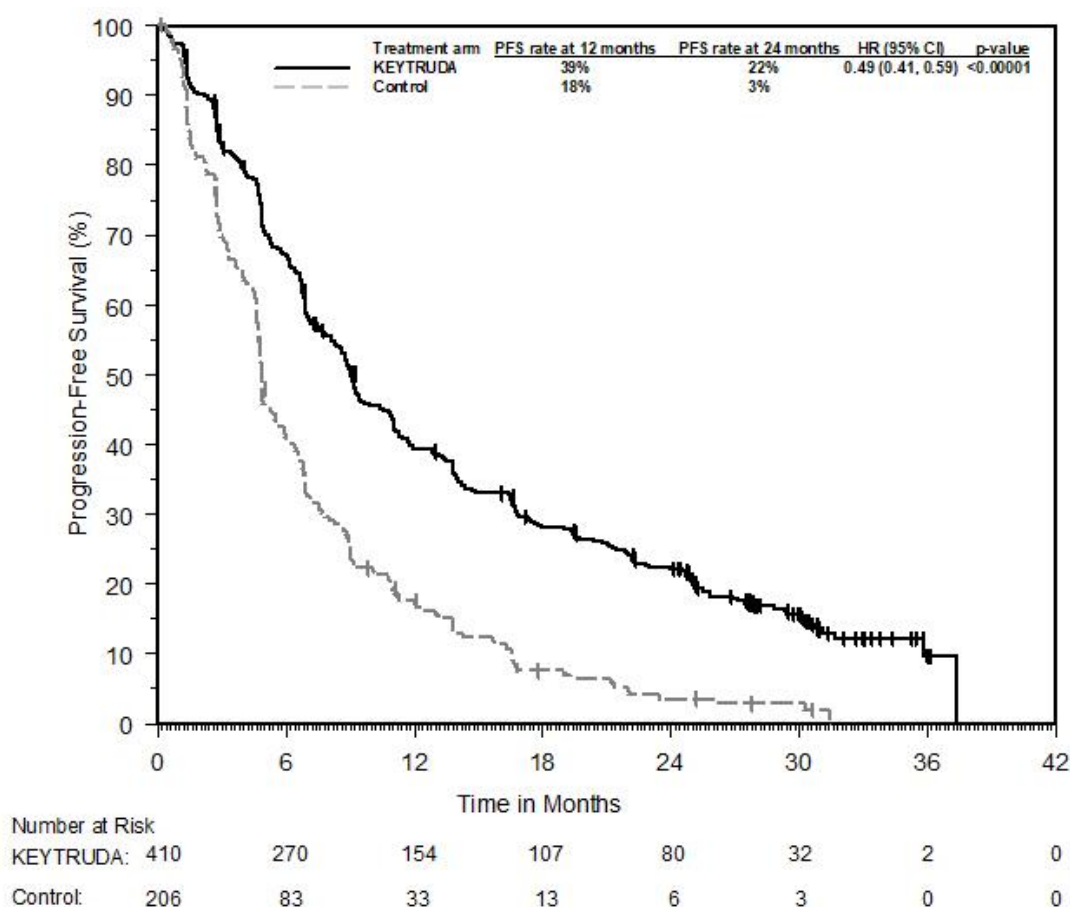 Treatment arm PFS rate at 12 months PFS rate at 24 months HR (95% CI) p-value
KEYTRUDA 39% 22% 0.49 (0.41, 0.59) <0.00001
Control 18% 3%
Progression-Free Survival (%)
100
90
80
70
60
50
40
30
20
10
0
0 6 12 18 24 30 36 42
Time in Months
Number at Risk
KEYTRUDA: 410 270 154 107 80 32 2 0
Control: 206 83 33 13 6 3 0 0